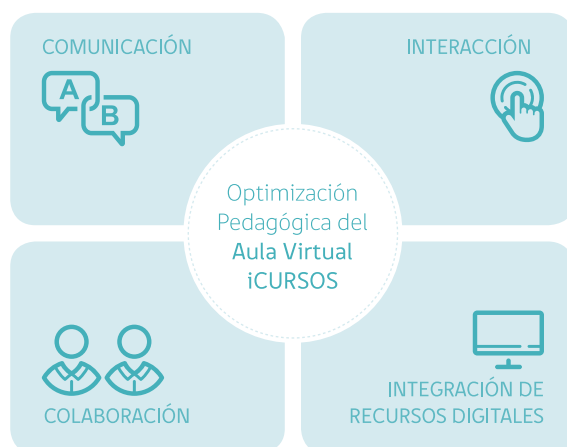 COMUNICACIÓN
A
B
INTERACCIÓN
Optimización
Pedagógica del
Aula Virtual
iCURSOS
COLABORACIÓN
INTEGRACIÓN DE
RECURSOS DIGITALES